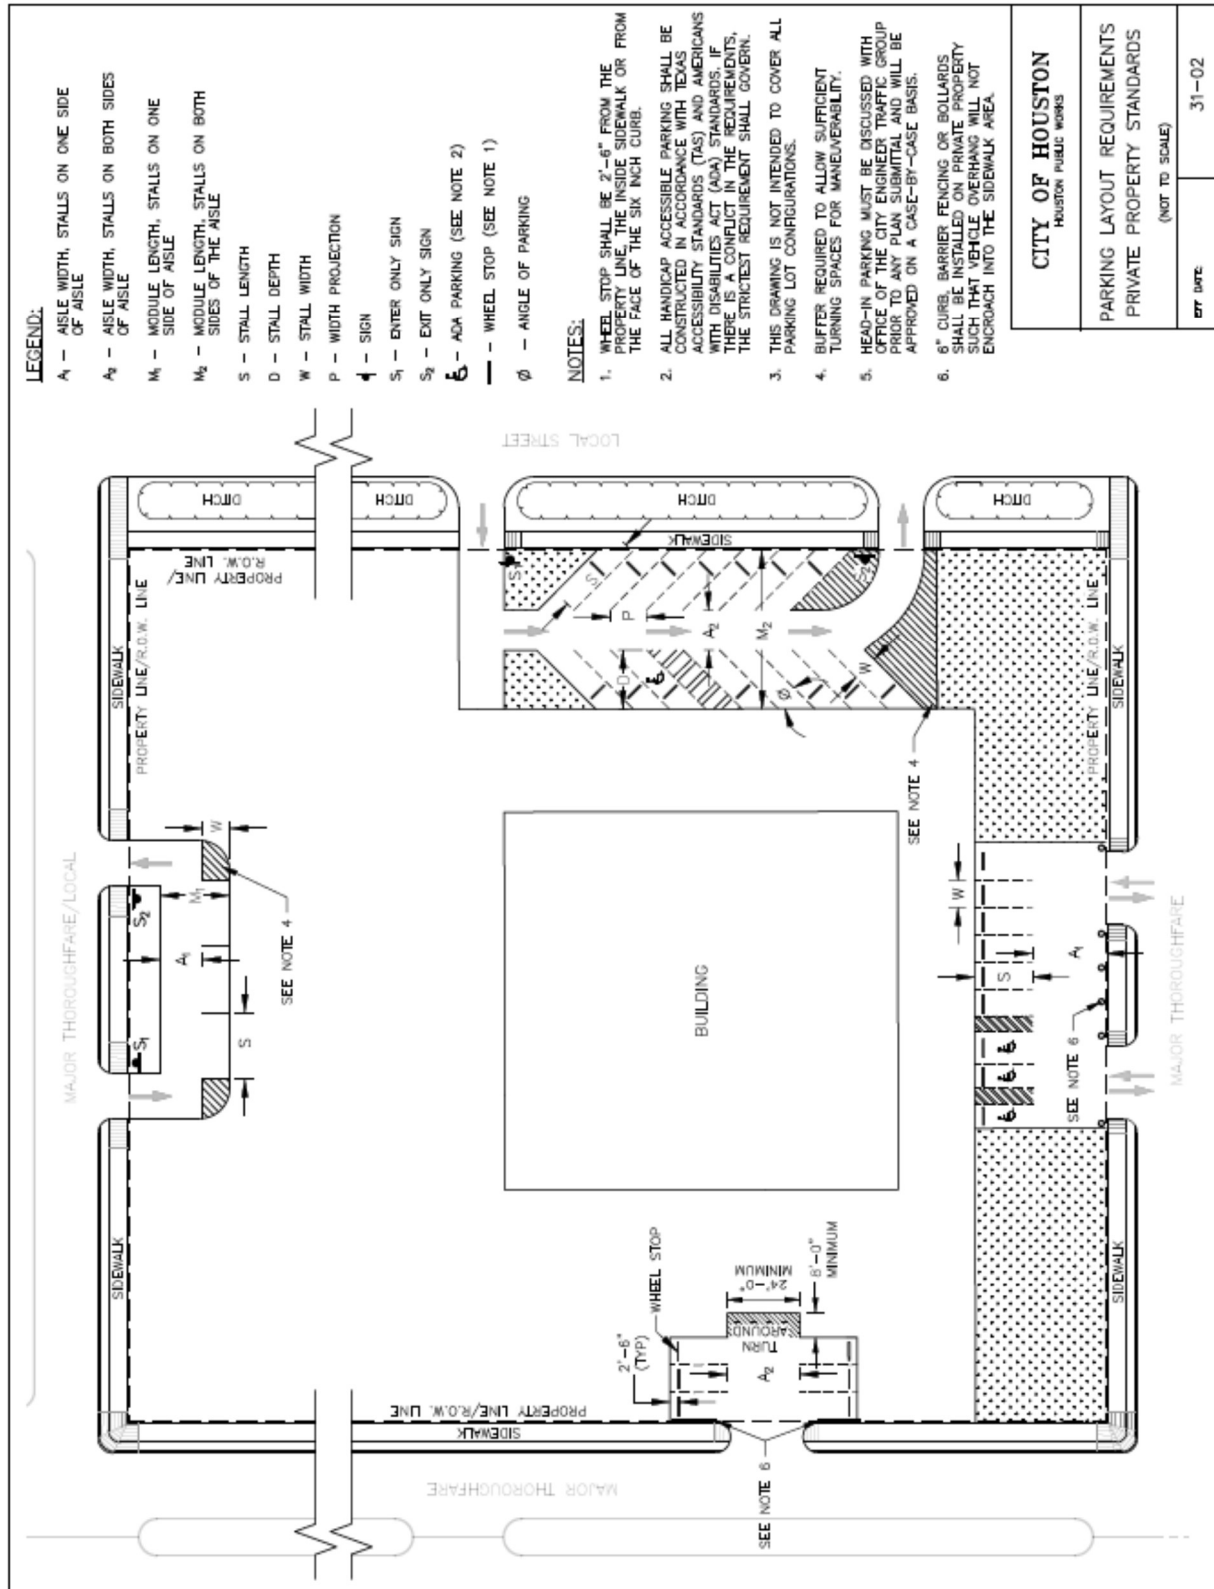 LEGEND:
A₁ – AISLE WIDTH, STALLS ON ONE SIDE
OF AISLE
A₂ – AISLE WIDTH, STALLS ON BOTH SIDES
OF AISLE
M₁ – MODULE LENGTH, STALLS ON ONE
SIDE OF AISLE
M₂ – MODULE LENGTH, STALLS ON BOTH
SIDES OF THE AISLE
S – STALL LENGTH
D – STALL DEPTH
W – STALL WIDTH
P – WIDTH PROJECTION
– SIGN
S₁ – ENTER ONLY SIGN
S₂ – EXIT ONLY SIGN
– ADA PARKING (SEE NOTE 2)
– WHEEL STOP (SEE NOTE 1)
Ø – ANGLE OF PARKING
NOTES:
1. WHEEL STOP SHALL BE 2'-6" FROM THE
PROPERTY LINE, THE INSIDE SIDEWALK OR FROM
THE FACE OF THE SIX INCH CURB.
2. ALL HANDICAP ACCESSIBLE PARKING SHALL BE
CONSTRUCTED IN ACCORDANCE WITH TEXAS
ACCESSIBILITY STANDARDS (TAS) AND AMERICANS
WITH DISABILITIES ACT (ADA) STANDARDS. IF
THERE IS A CONFLICT IN THE REQUIREMENTS,
THE STRICTEST REQUIREMENT SHALL GOVERN.
3. THIS DRAWING IS NOT INTENDED TO COVER ALL
PARKING LOT CONFIGURATIONS.
4. BUFFER REQUIRED TO ALLOW SUFFICIENT
TURNING SPACES FOR MANEUVERABILITY.
5. HEAD-IN PARKING MUST BE DISCUSSED WITH
OFFICE OF THE CITY ENGINEER TRAFFIC GROUP
PRIOR TO ANY PLAN SUBMITTAL AND WILL BE
APPROVED ON A CASE-BY-CASE BASIS.
6. 6" CURB, BARRIER FENCING OR BOLLARDS
SHALL BE INSTALLED ON PRIVATE PROPERTY
SUCH THAT VEHICLE OVERHANG WILL NOT
ENCROACH INTO THE SIDEWALK AREA.
CITY OF HOUSTON
HOUSTON PUBLIC WORKS
PARKING LAYOUT REQUIREMENTS
PRIVATE PROPERTY STANDARDS
(NOT TO SCALE)
EFF DATE:
31-02
MAJOR THOROUGHFARE/LOCAL
SIDEWALK
SIDEWALK
PROPERTY LINE/R.O.W. LINE
S₁
S₂
A₁
M₁
W
S
SEE NOTE 4
PROPERTY LINE/
R.O.W. LINE
DITCH
DITCH
DITCH
DITCH
LOCAL STREET
SIDEWALK
S₁
S
P
D
A₂
M₂
Ø
W
S₂
SEE NOTE 4
BUILDING
MAJOR THOROUGHFARE
SIDEWALK
PROPERTY LINE/R.O.W. LINE
2'-6"
(TYP)
WHEEL STOP
A₂
TURN
AROUND
24'-0"
MINIMUM
8'-0"
MINIMUM
SEE NOTE 6
W
S
A₁
SEE NOTE 6
PROPERTY LINE/R.O.W. LINE
SIDEWALK
SIDEWALK
MAJOR THOROUGHFARE